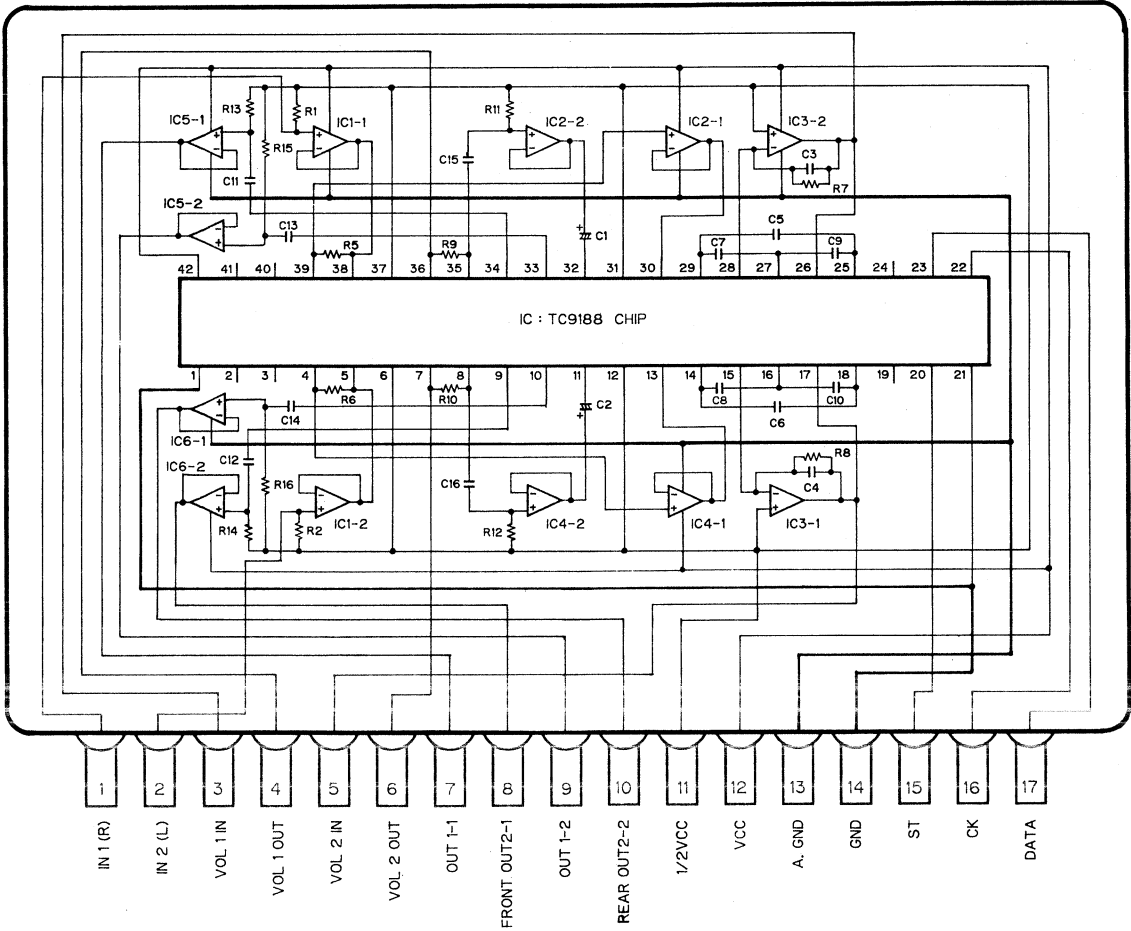 R13
R1
R11
IC5-1
IC1-1
IC2-2
IC2-1
IC3-2
R15
C15
C3
C11
R7
IC5-2
C13
C1
+
C5
R5
R9
C7
C9
42 41 40 39 38 37 36 35 34 33 32 31 30 29 28 27 26 25 24 23 22
IC : TC9188 CHIP
1 2 3 4 5 6 7 8 9 10 11 12 13 14 15 16 17 18 19 20 21
R6
R10
C8
C10
C14
C2
+
C6
IC6-1
C12
R8
IC6-2
C16
C4
R16
R14
R2
IC1-2
R12
IC4-2
IC4-1
IC3-1
1 2 3 4 5 6 7 8 9 10 11 12 13 14 15 16 17
IN 1 (R)
IN 2 (L)
VOL 1 IN
VOL 1 OUT
VOL 2 IN
VOL 2 OUT
OUT 1-1
FRONT OUT2-1
OUT 1-2
REAR OUT2-2
1/2VCC
VCC
A. GND
GND
ST
CK
DATA